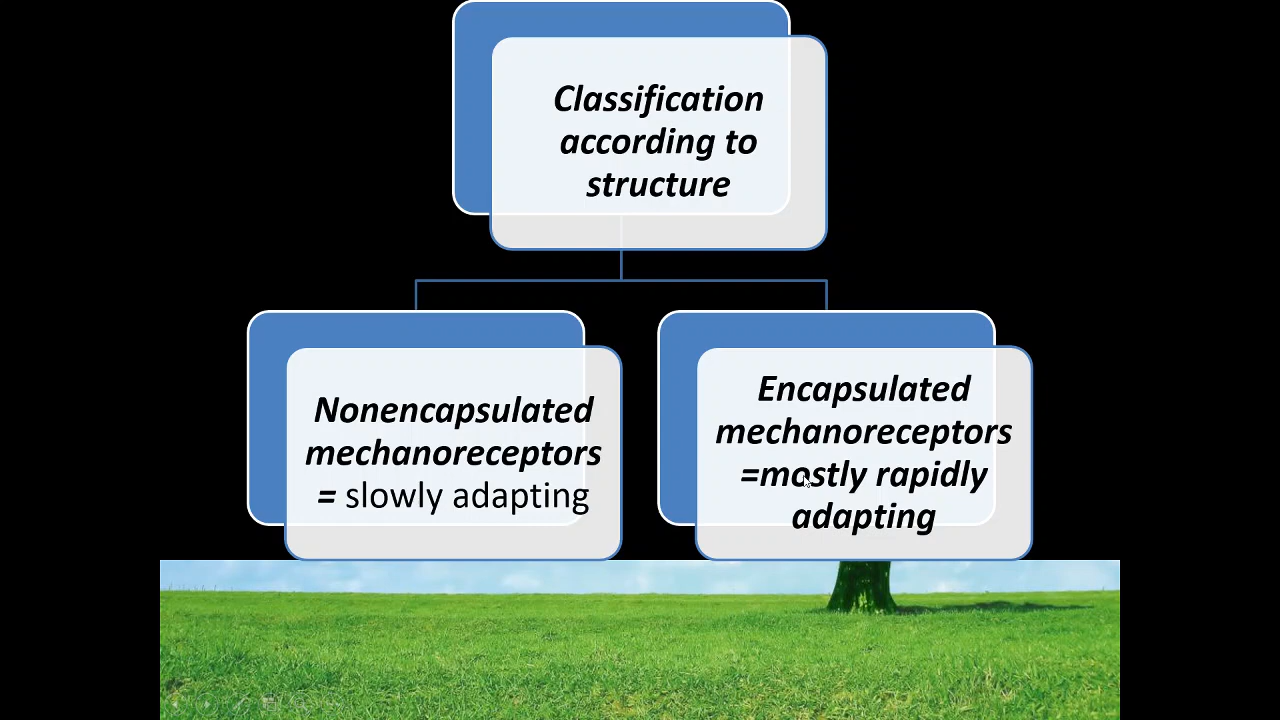 Classification
according to
structure
Nonencapsulated
mechanoreceptors
= slowly adapting
Encapsulated
mechanoreceptors
=mostly rapidly
adapting